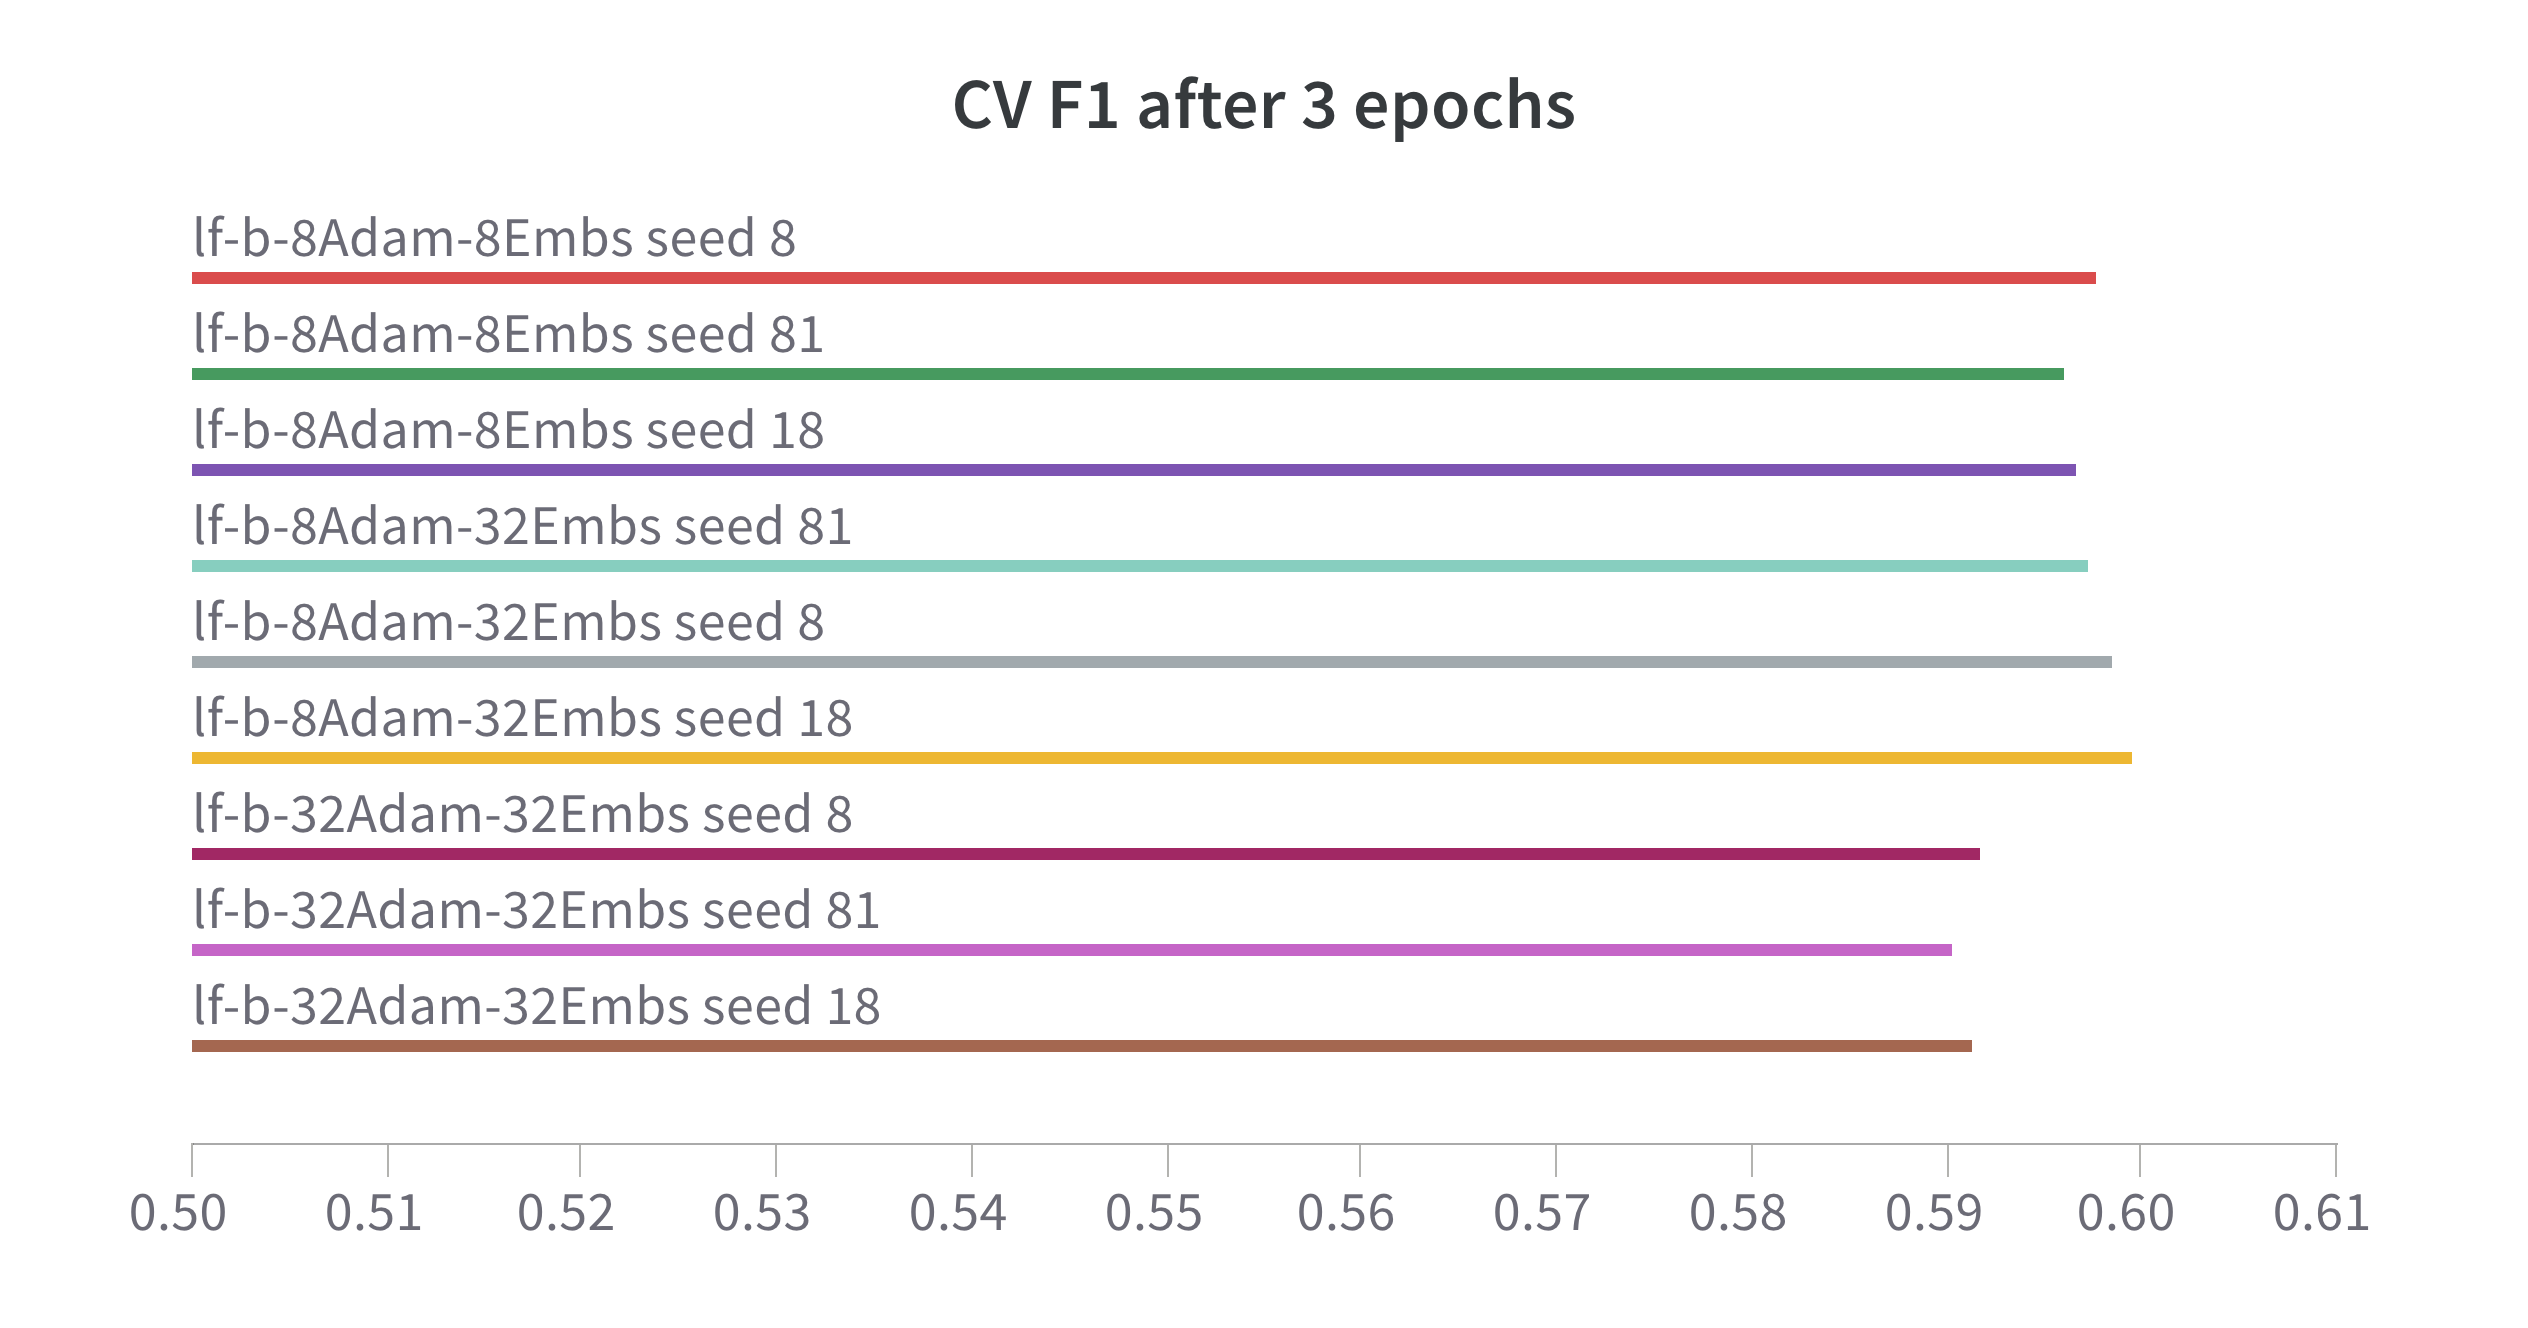 CV F1 after 3 epochs
lf-b-8Adam-8Embs seed 8
lf-b-8Adam-8Embs seed 81
lf-b-8Adam-8Embs seed 18
lf-b-8Adam-32Embs seed 81
lf-b-8Adam-32Embs seed 8
lf-b-8Adam-32Embs seed 18
lf-b-32Adam-32Embs seed 8
lf-b-32Adam-32Embs seed 81
lf-b-32Adam-32Embs seed 18
0.50 0.51 0.52 0.53 0.54 0.55 0.56 0.57 0.58 0.59 0.60 0.61